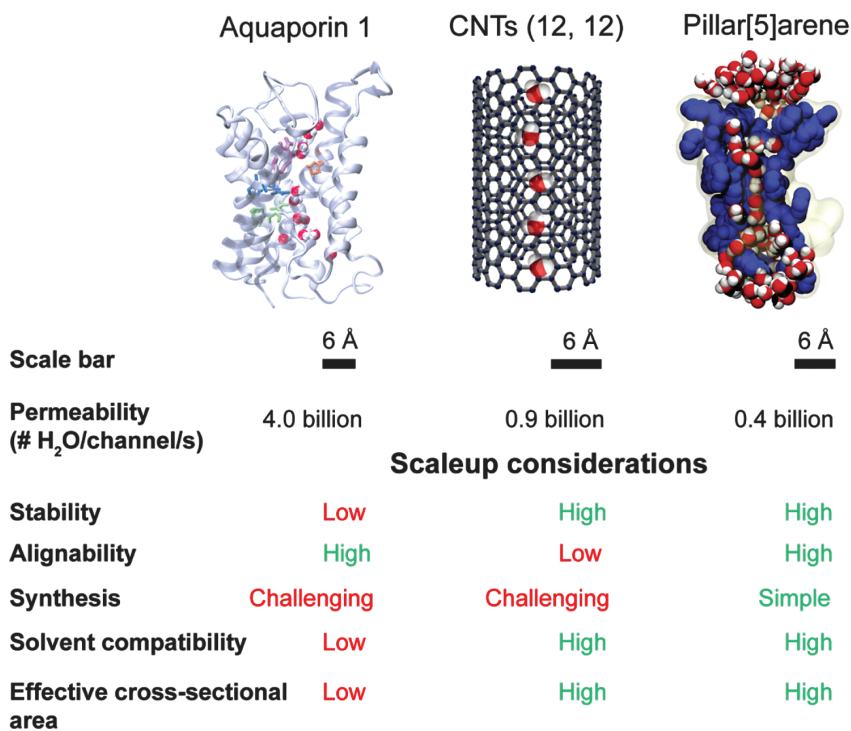 Aquaporin 1 CNTs (12, 12) Pillar[5]arene
6 Å 6 Å 6 Å
Scale bar
Permeability
(# H₂O/channel/s) 4.0 billion 0.9 billion 0.4 billion
Scaleup considerations
Stability Low High High
Alignability High Low High
Synthesis Challenging Challenging Simple
Solvent compatibility Low High High
Effective cross-sectional
area Low High High